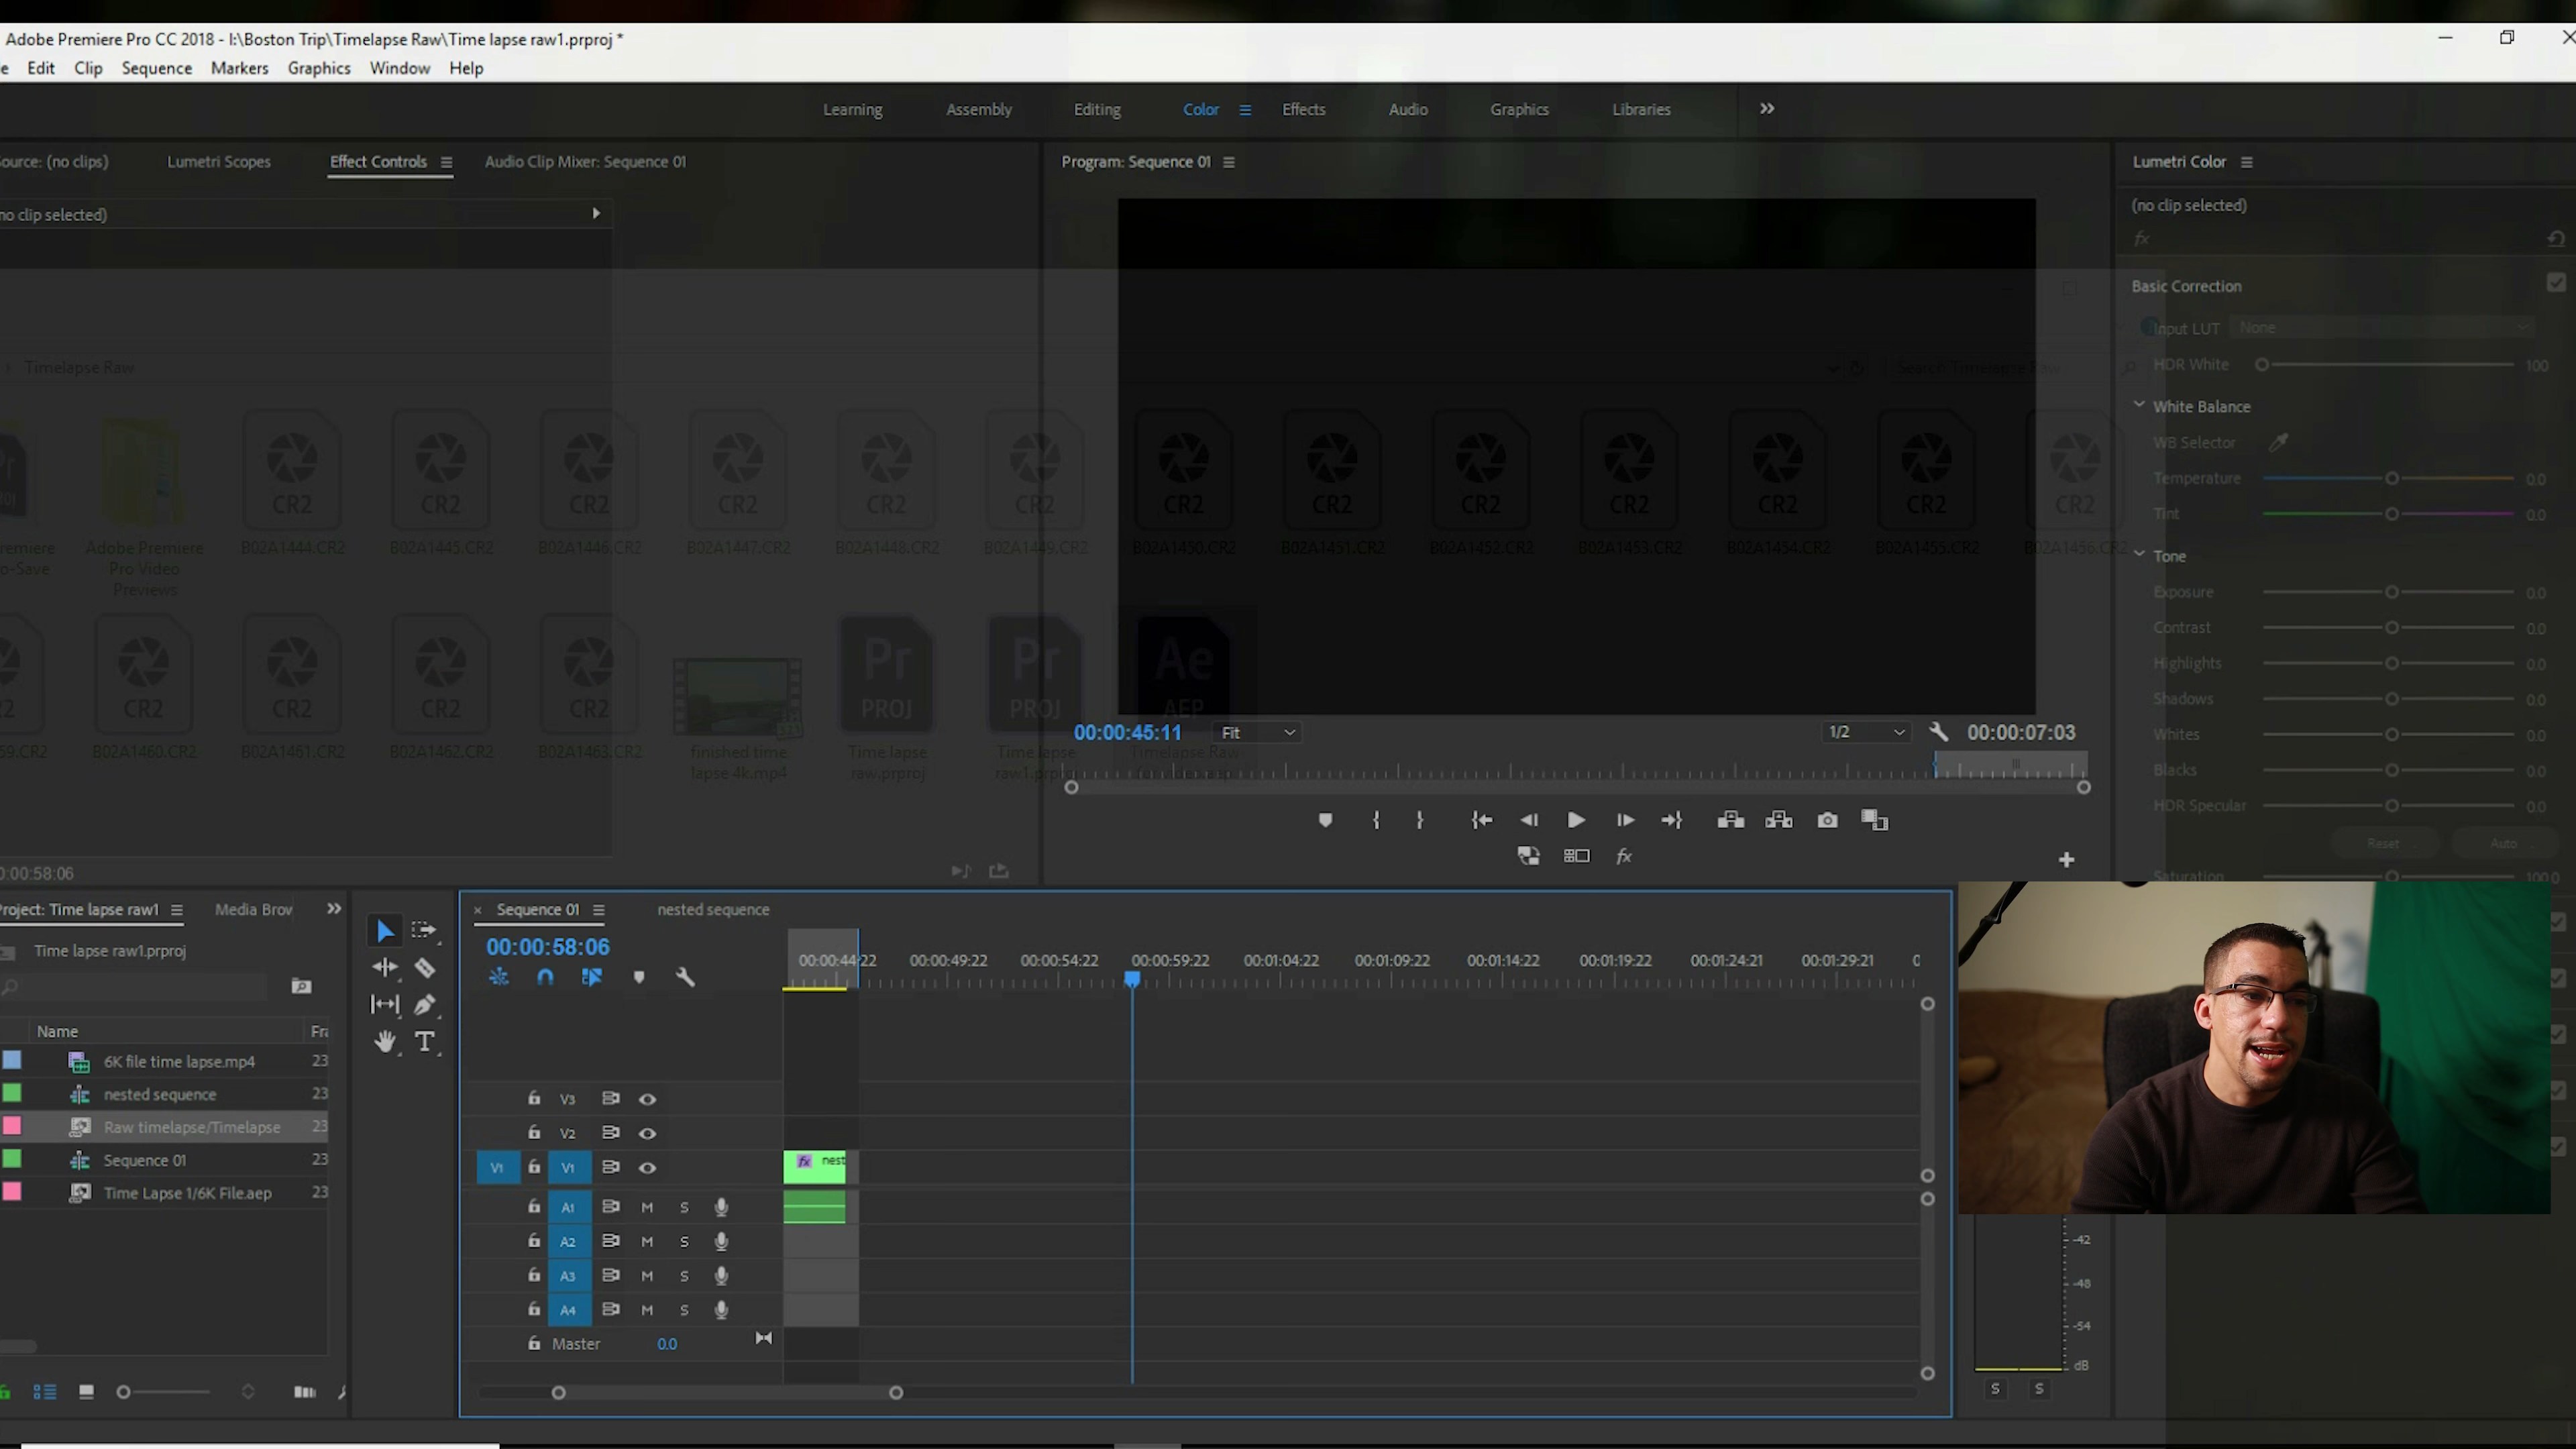 Adobe Premiere Pro CC 2018 - I:\Boston Trip\Timelapse Raw\Time lapse raw1.prproj *
Edit Clip Sequence Markers Graphics Window Help
Learning Assembly Editing Color Effects Audio Graphics Libraries
ource: (no clips) Lumetri Scopes Effect Controls Audio Clip Mixer: Sequence 01
Program: Sequence 01
Lumetri Color
no clip selected)
(no clip selected)
fx
Basic Correction
Input LUT None
HDR White 100
White Balance
WB Selector
Temperature 0.0
Tint 0.0
Tone
Exposure 0.0
Contrast 0.0
Highlights 0.0
Shadows 0.0
Whites 0.0
Blacks 0.0
HDR Specular 0.0
Reset Auto
Saturation 100.0
Timelapse Raw
Search Timelapse Raw
CR2 CR2 CR2 CR2 CR2 CR2 CR2 CR2 CR2 CR2 CR2 CR2 CR2
remiere
o-Save
Adobe Premiere
Pro Video
Previews
B02A1444.CR2 B02A1445.CR2 B02A1446.CR2 B02A1447.CR2 B02A1448.CR2 B02A1449.CR2 B02A1450.CR2 B02A1451.CR2 B02A1452.CR2 B02A1453.CR2 B02A1454.CR2 B02A1455.CR2 B02A1456.CR2
CR2 CR2 CR2 CR2 Pr PROJ Pr PROJ Ae AEP
59.CR2 B02A1460.CR2 B02A1461.CR2 B02A1462.CR2 B02A1463.CR2
finished time
lapse 4k.mp4
Time lapse
raw.prproj
Time lapse
Timelapse Raw
00:00:45:11 Fit 1/2 00:00:07:03
fx
0:00:58:06
Project: Time lapse raw1 Media Brow
Time lapse raw1.prproj
Name Fra
6K file time lapse.mp4 23
nested sequence 23
Raw timelapse/Timelapse 23
Sequence 01 23
Time Lapse 1/6K File.aep 23
× Sequence 01 nested sequence
00:00:58:06
00:00:44:22 00:00:49:22 00:00:54:22 00:00:59:22 00:01:04:22 00:01:09:22 00:01:14:22 00:01:19:22 00:01:24:21 00:01:29:21 0
V3
V2
V1 V1 fx nest
A1 M S
A2 M S
A3 M S
A4 M S
Master 0.0
-42
-48
-54
dB
S S